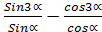 Sin3∝/Sin∝ − cos3∝/cos∝